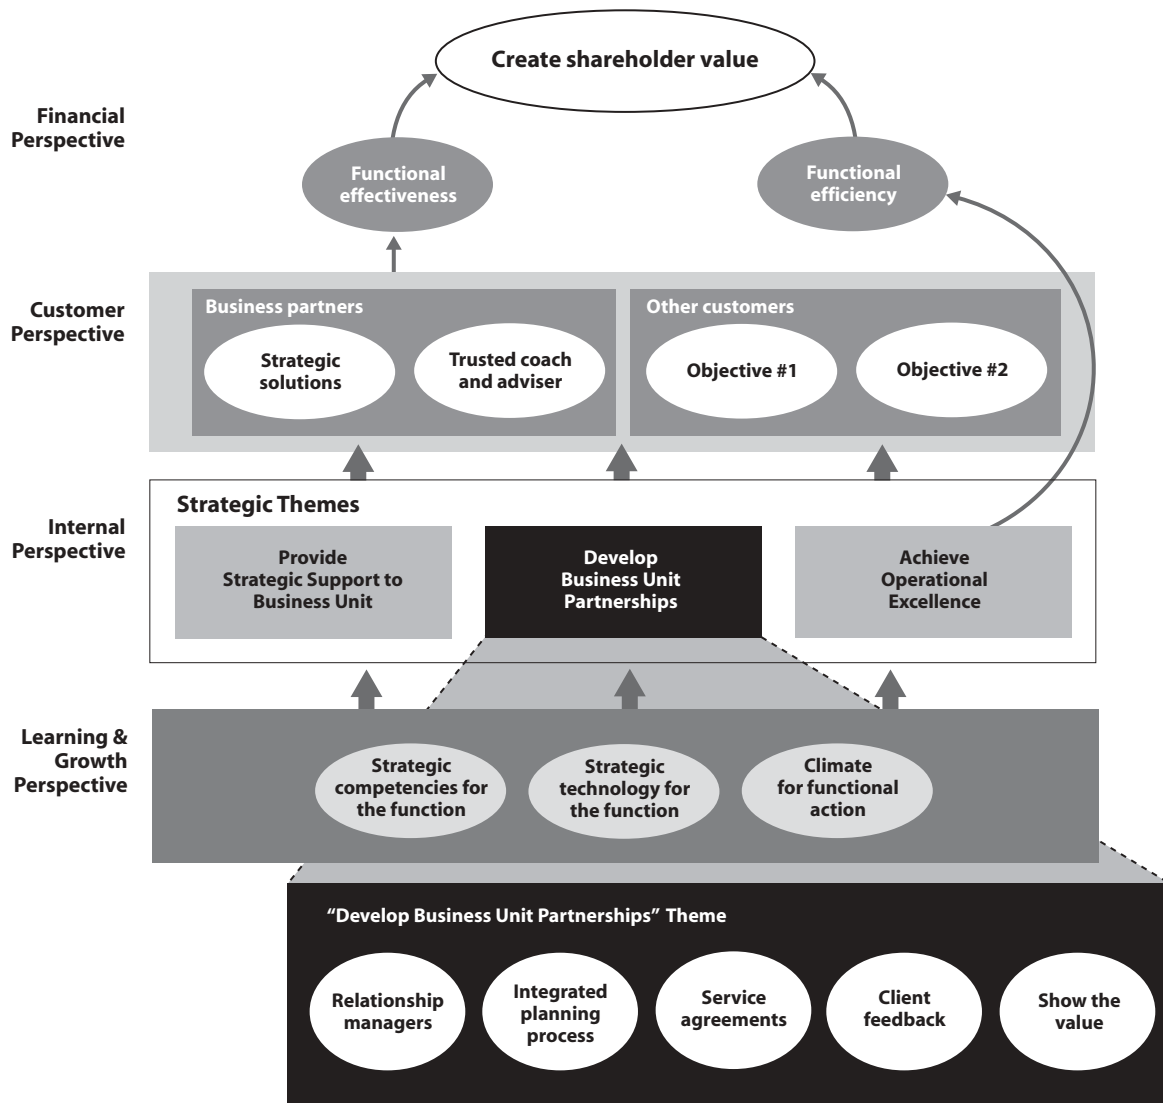 Create shareholder value
Financial
Perspective
Functional
effectiveness
Functional
efficiency
Customer
Perspective
Business partners
Strategic
solutions
Trusted coach
and adviser
Other customers
Objective #1
Objective #2
Internal
Perspective
Strategic Themes
Provide
Strategic Support to
Business Unit
Develop
Business Unit
Partnerships
Achieve
Operational
Excellence
Learning &
Growth
Perspective
Strategic
competencies for
the function
Strategic
technology for
the function
Climate
for functional
action
“Develop Business Unit Partnerships” Theme
Relationship
managers
Integrated
planning
process
Service
agreements
Client
feedback
Show the
value